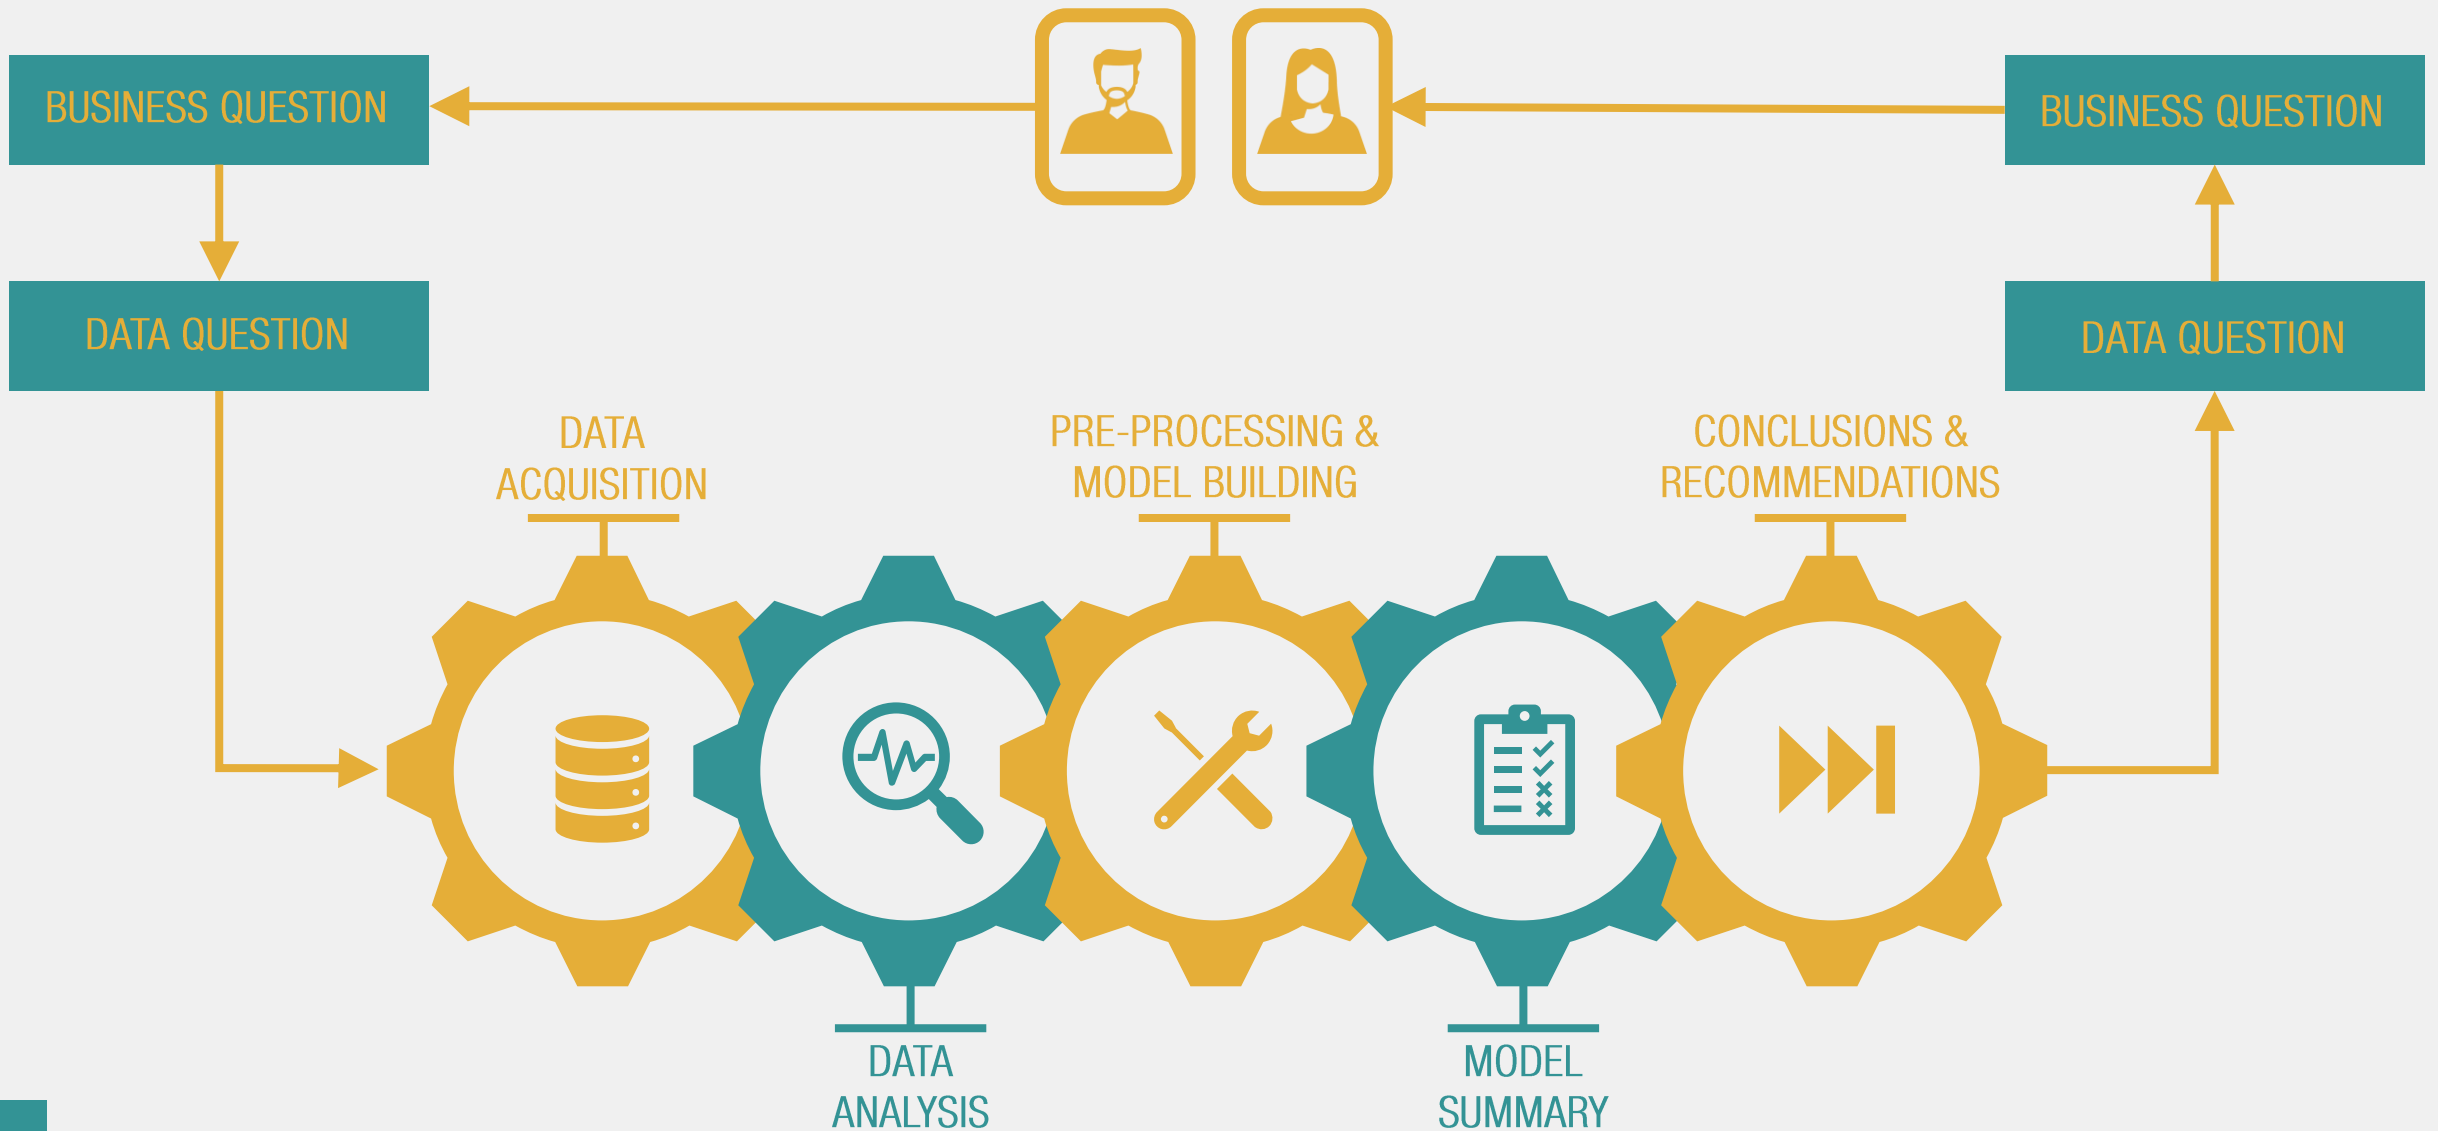 BUSINESS QUESTION
BUSINESS QUESTION
DATA QUESTION
DATA QUESTION
DATA
ACQUISITION
PRE-PROCESSING &
MODEL BUILDING
CONCLUSIONS &
RECOMMENDATIONS
DATA
ANALYSIS
MODEL
SUMMARY